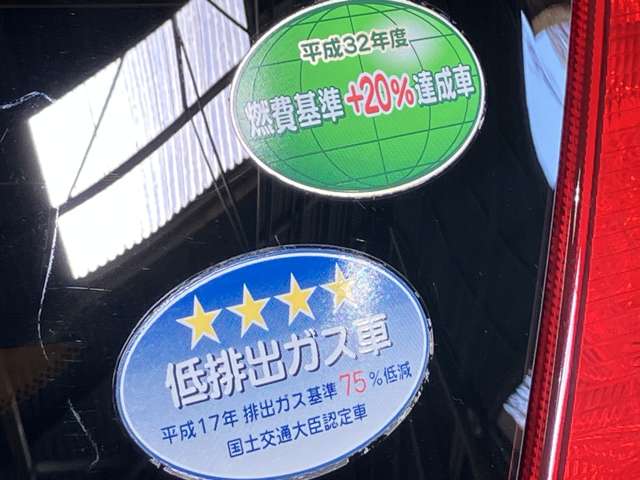 平成32年度
燃費基準+20%達成車
低排出ガス車
平成17年 排出ガス基準75%低減
国土交通大臣認定車